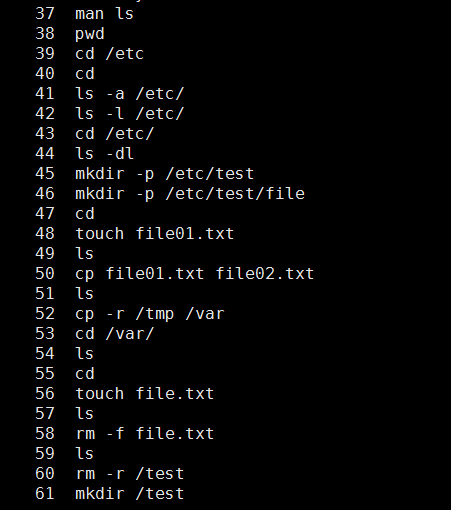 37 man ls
38 pwd
39 cd /etc
40 cd
41 ls -a /etc/
42 ls -l /etc/
43 cd /etc/
44 ls -dl
45 mkdir -p /etc/test
46 mkdir -p /etc/test/file
47 cd
48 touch file01.txt
49 ls
50 cp file01.txt file02.txt
51 ls
52 cp -r /tmp /var
53 cd /var/
54 ls
55 cd
56 touch file.txt
57 ls
58 rm -f file.txt
59 ls
60 rm -r /test
61 mkdir /test